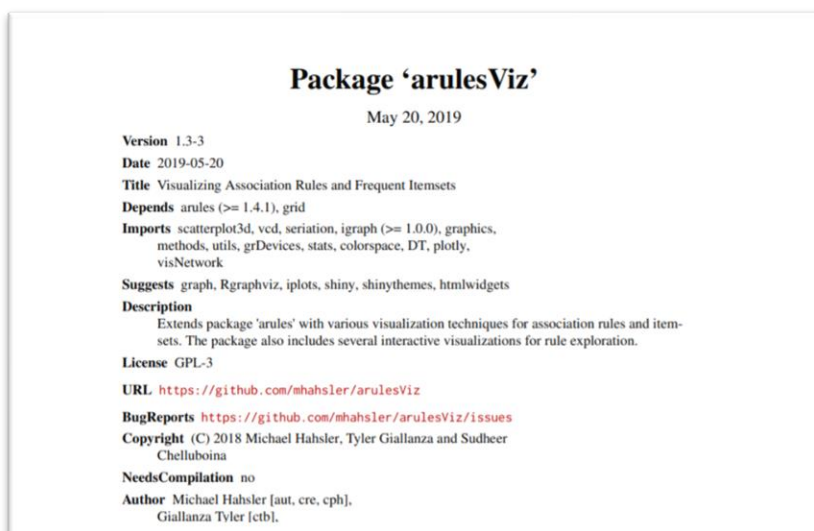 Package ‘arulesViz’
May 20, 2019
Version 1.3-3
Date 2019-05-20
Title Visualizing Association Rules and Frequent Itemsets
Depends arules (>= 1.4.1), grid
Imports scatterplot3d, vcd, seriation, igraph (>= 1.0.0), graphics,
methods, utils, grDevices, stats, colorspace, DT, plotly,
visNetwork
Suggests graph, Rgraphviz, iplots, shiny, shinythemes, htmlwidgets
Description
Extends package 'arules' with various visualization techniques for association rules and item-
sets. The package also includes several interactive visualizations for rule exploration.
License GPL-3
URL https://github.com/mhahsler/arulesViz
BugReports https://github.com/mhahsler/arulesViz/issues
Copyright (C) 2018 Michael Hahsler, Tyler Giallanza and Sudheer
Chelluboina
NeedsCompilation no
Author Michael Hahsler [aut, cre, cph],
Giallanza Tyler [ctb],